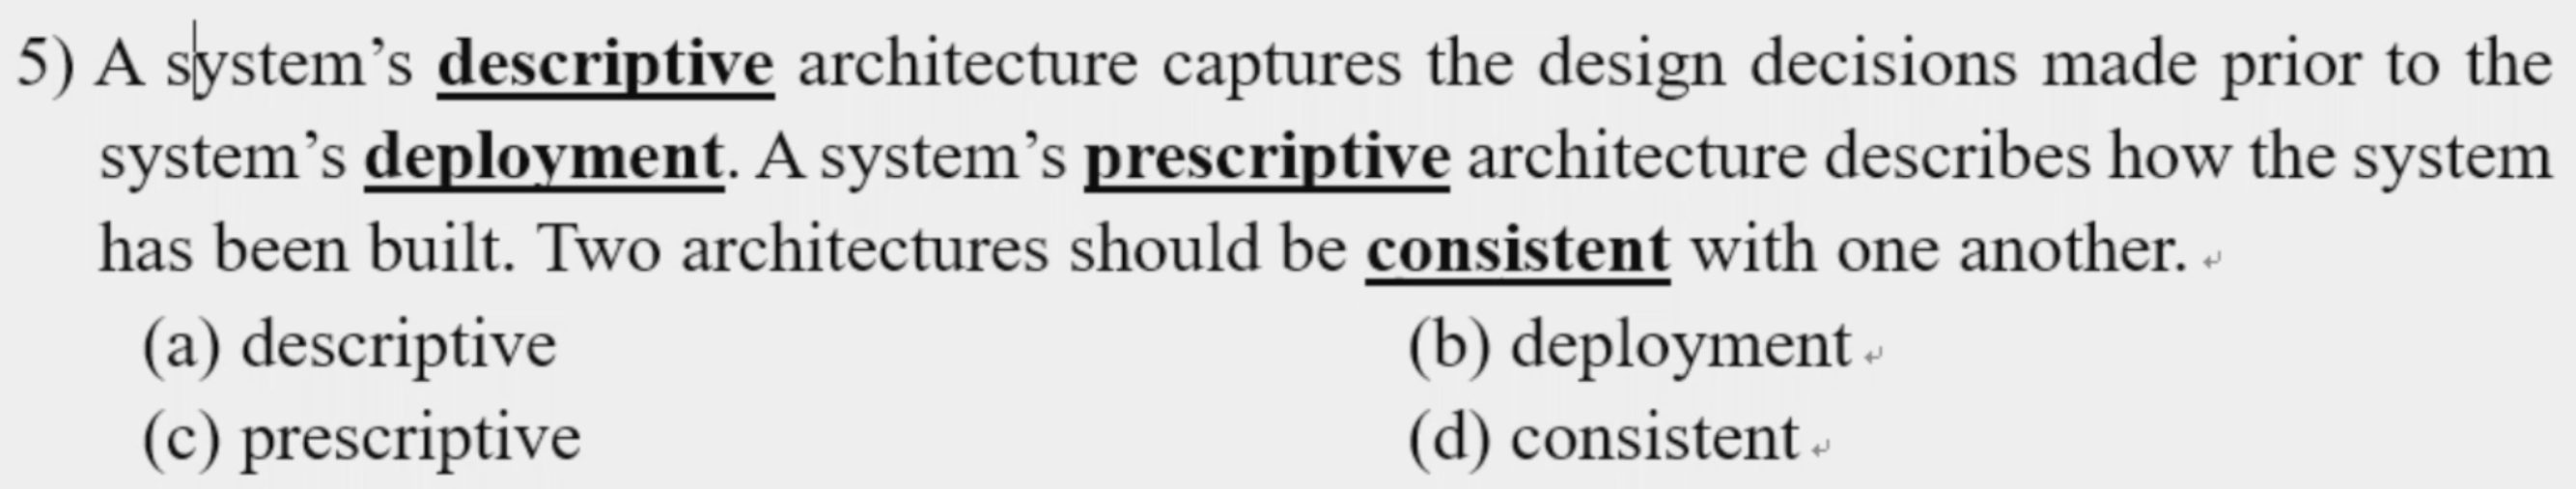 5) A system’s descriptive architecture captures the design decisions made prior to the
system’s deployment. A system’s prescriptive architecture describes how the system
has been built. Two architectures should be consistent with one another.
(a) descriptive (b) deployment
(c) prescriptive (d) consistent